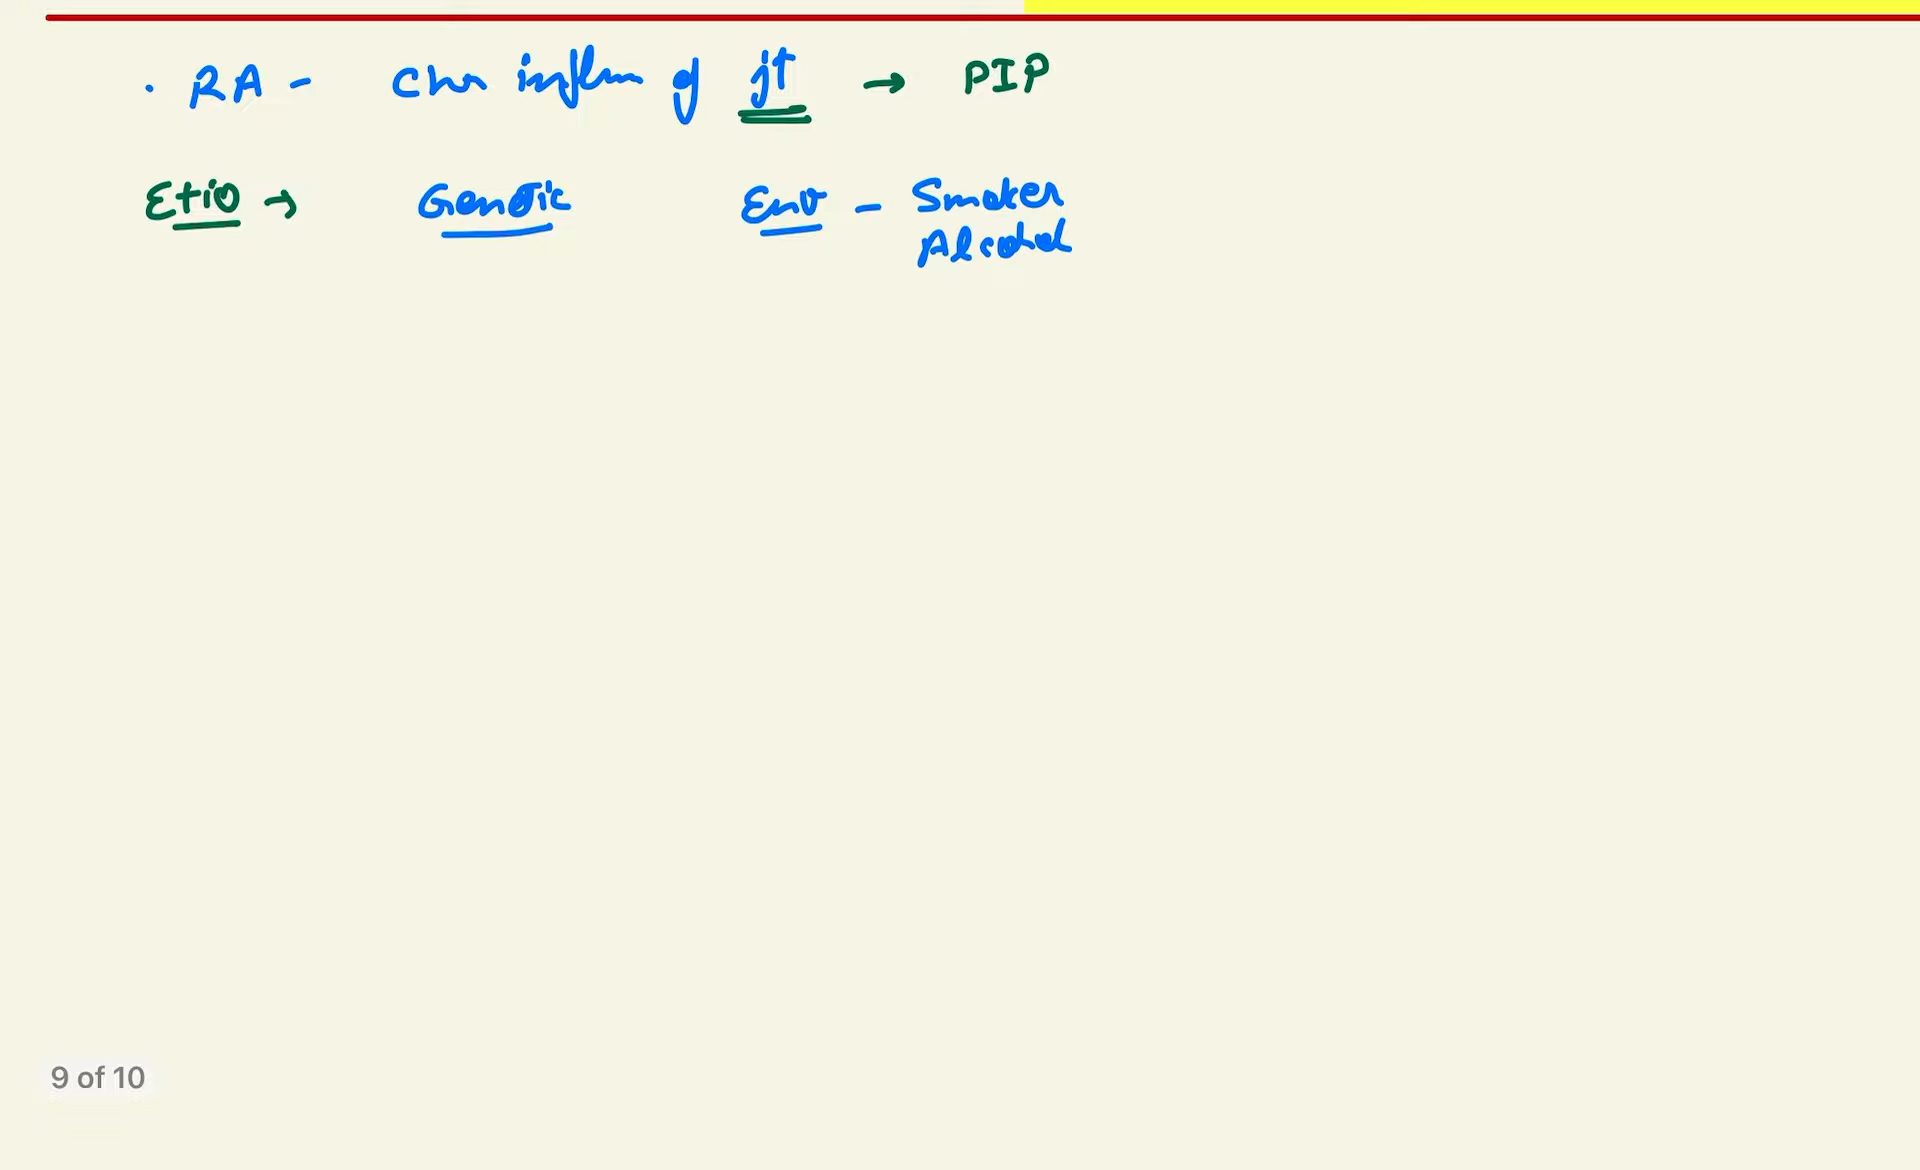 . RA - Chr inflm of jt → PIP
Etio → Genetic Env - Smoker
Alcohol
9 of 10